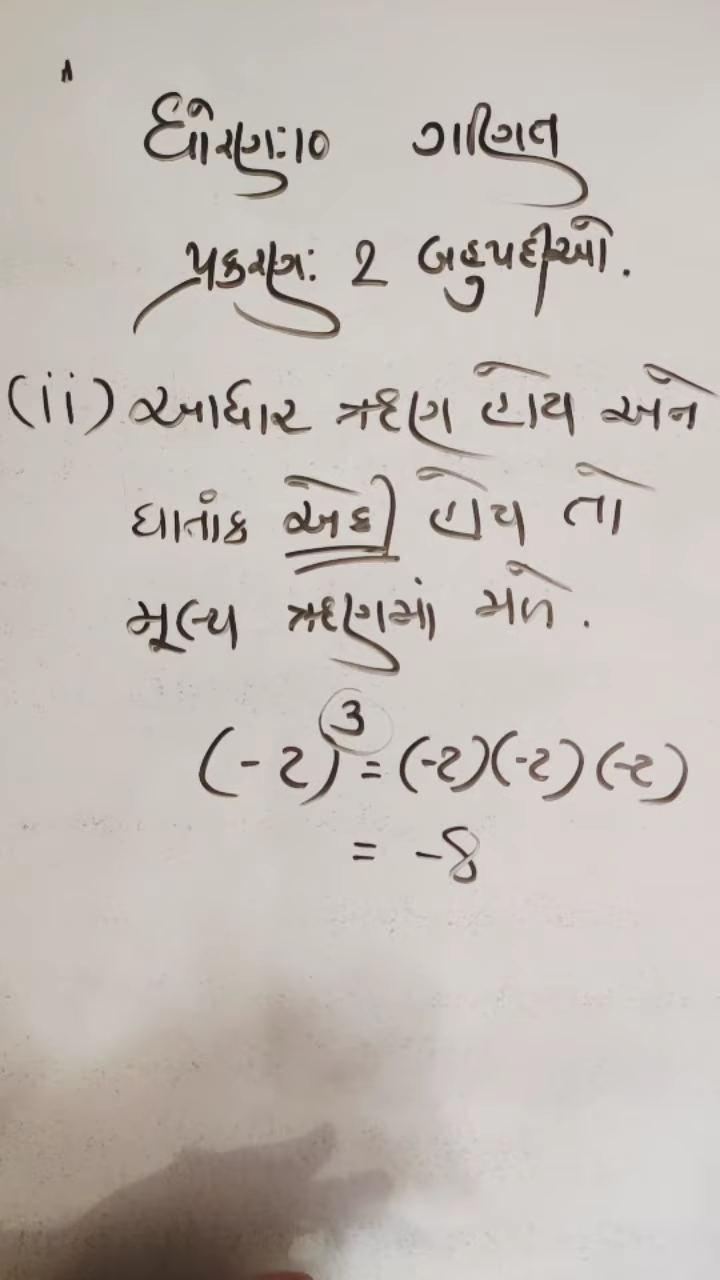 ધોરણ:10 ગણિત
પ્રકરણ: 2 બહુપદીઓ.
(ii) આધાર ઋણ હોય અને
ઘાતાંક એકી હોય તો
મૂલ્ય ઋણમાં મળે.
(-2)³ = (-2)(-2)(-2)
= -8